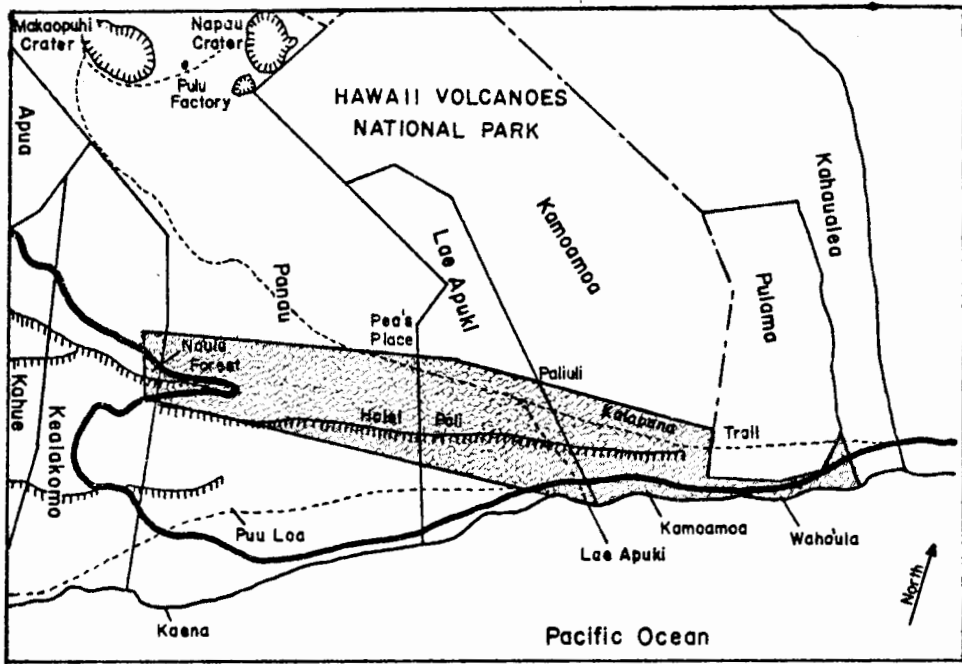 Makaopuhi
Crater
Napau
Crater
Pulu
Factory
HAWAII VOLCANOES
NATIONAL PARK
Apua
Kahaualea
Kamoamoa
Lae Apuki
Pulama
Panau
Pea's
Place
Naulu
Forest
Paliuli
Kahue
Kealakomo
Holei Pali
Kalapana
Trail
Puu Loa
Kamoamoa
Waha'ula
Lae Apuki
North
Kaena
Pacific Ocean